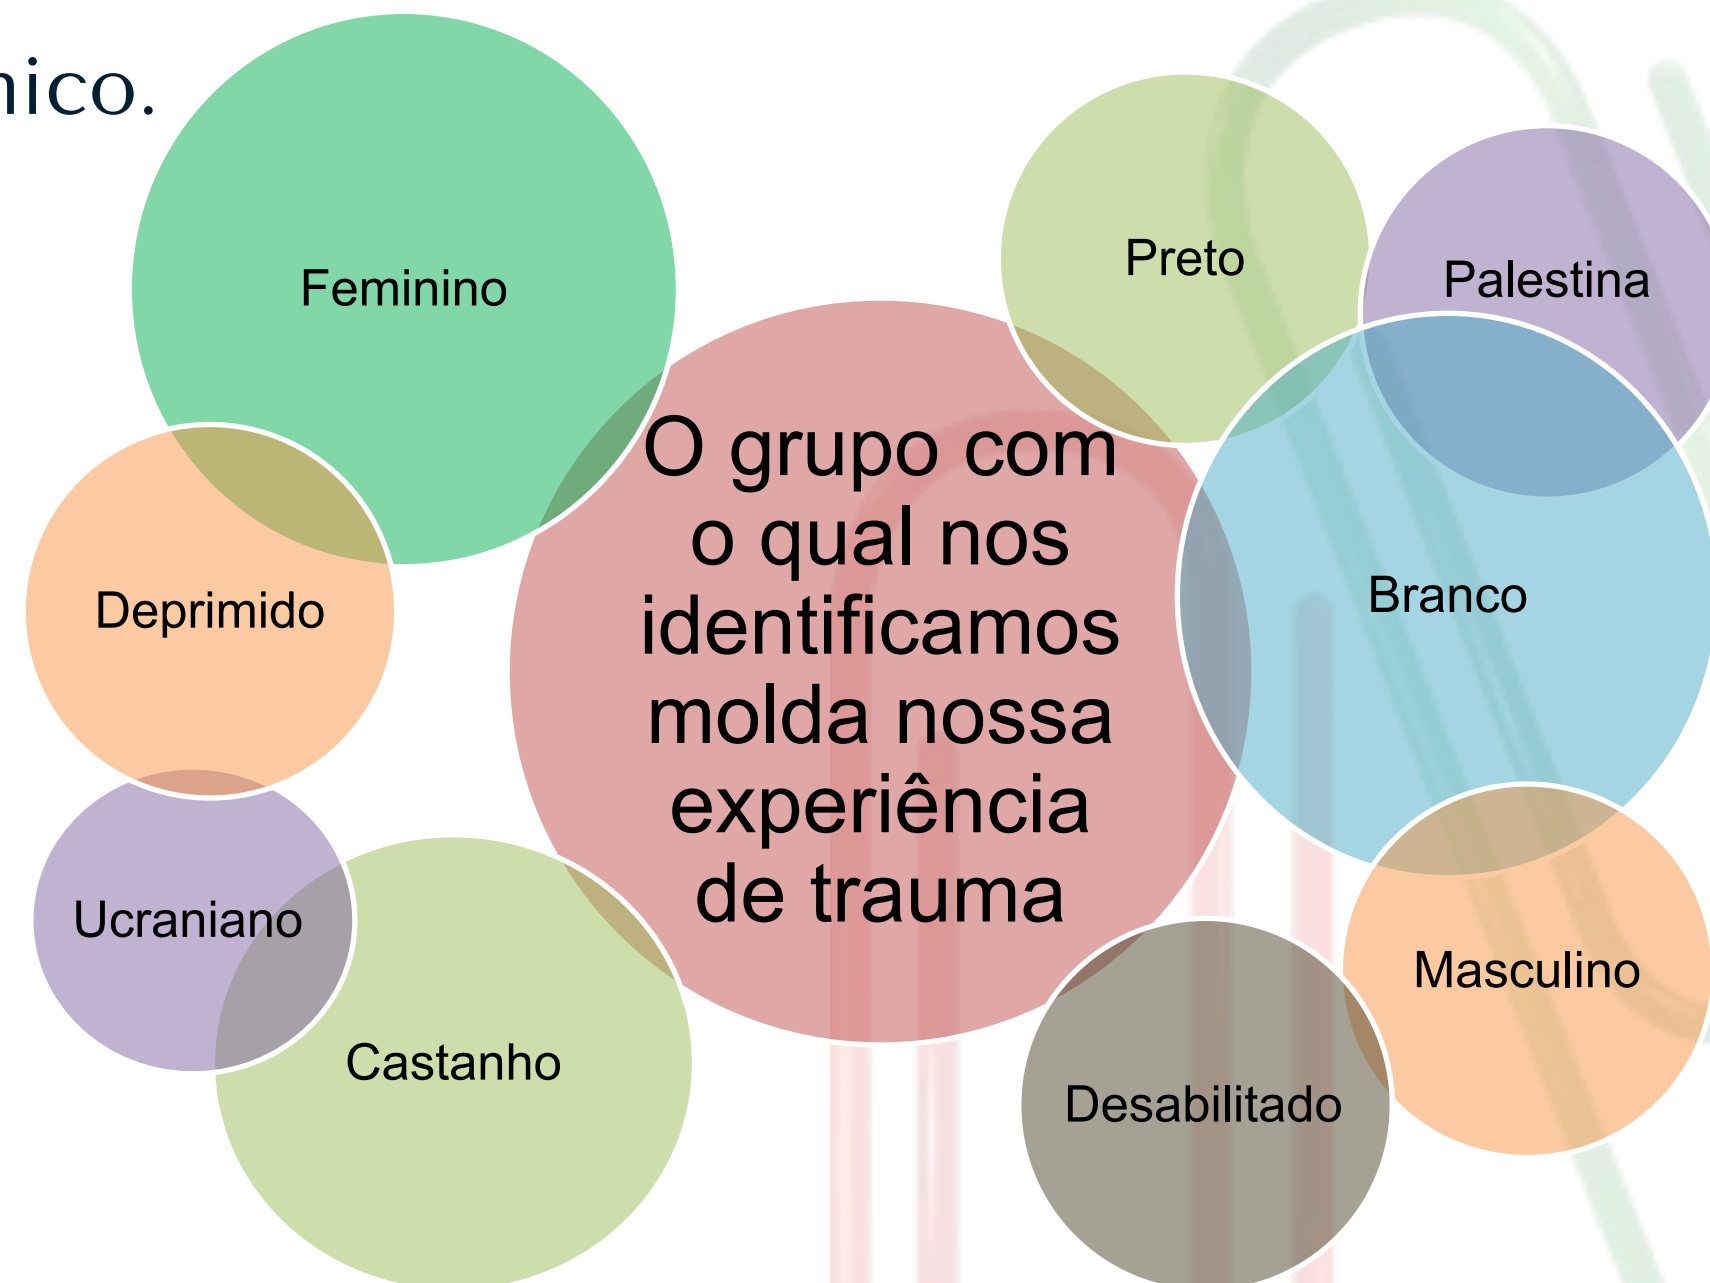 nico.
Feminino
Preto
Palestina
O grupo com
o qual nos
identificamos
molda nossa
experiência
de trauma
Deprimido
Branco
Ucraniano
Castanho
Masculino
Desabilitado